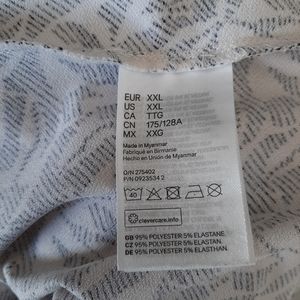 EUR XXL
US XXL
CA TTG
CN 175/128A
MX XXG
Made in Myanmar
Fabriqué en Birmanie
Hecho en Unión de Myanmar
O/N 275402
P/N 0923534 2
40
clevercare.info
GB 95% POLYESTER 5% ELASTANE.
CZ 95% POLYESTER 5% ELASTAN.
DE 95% POLYESTER 5% ELASTHAN.